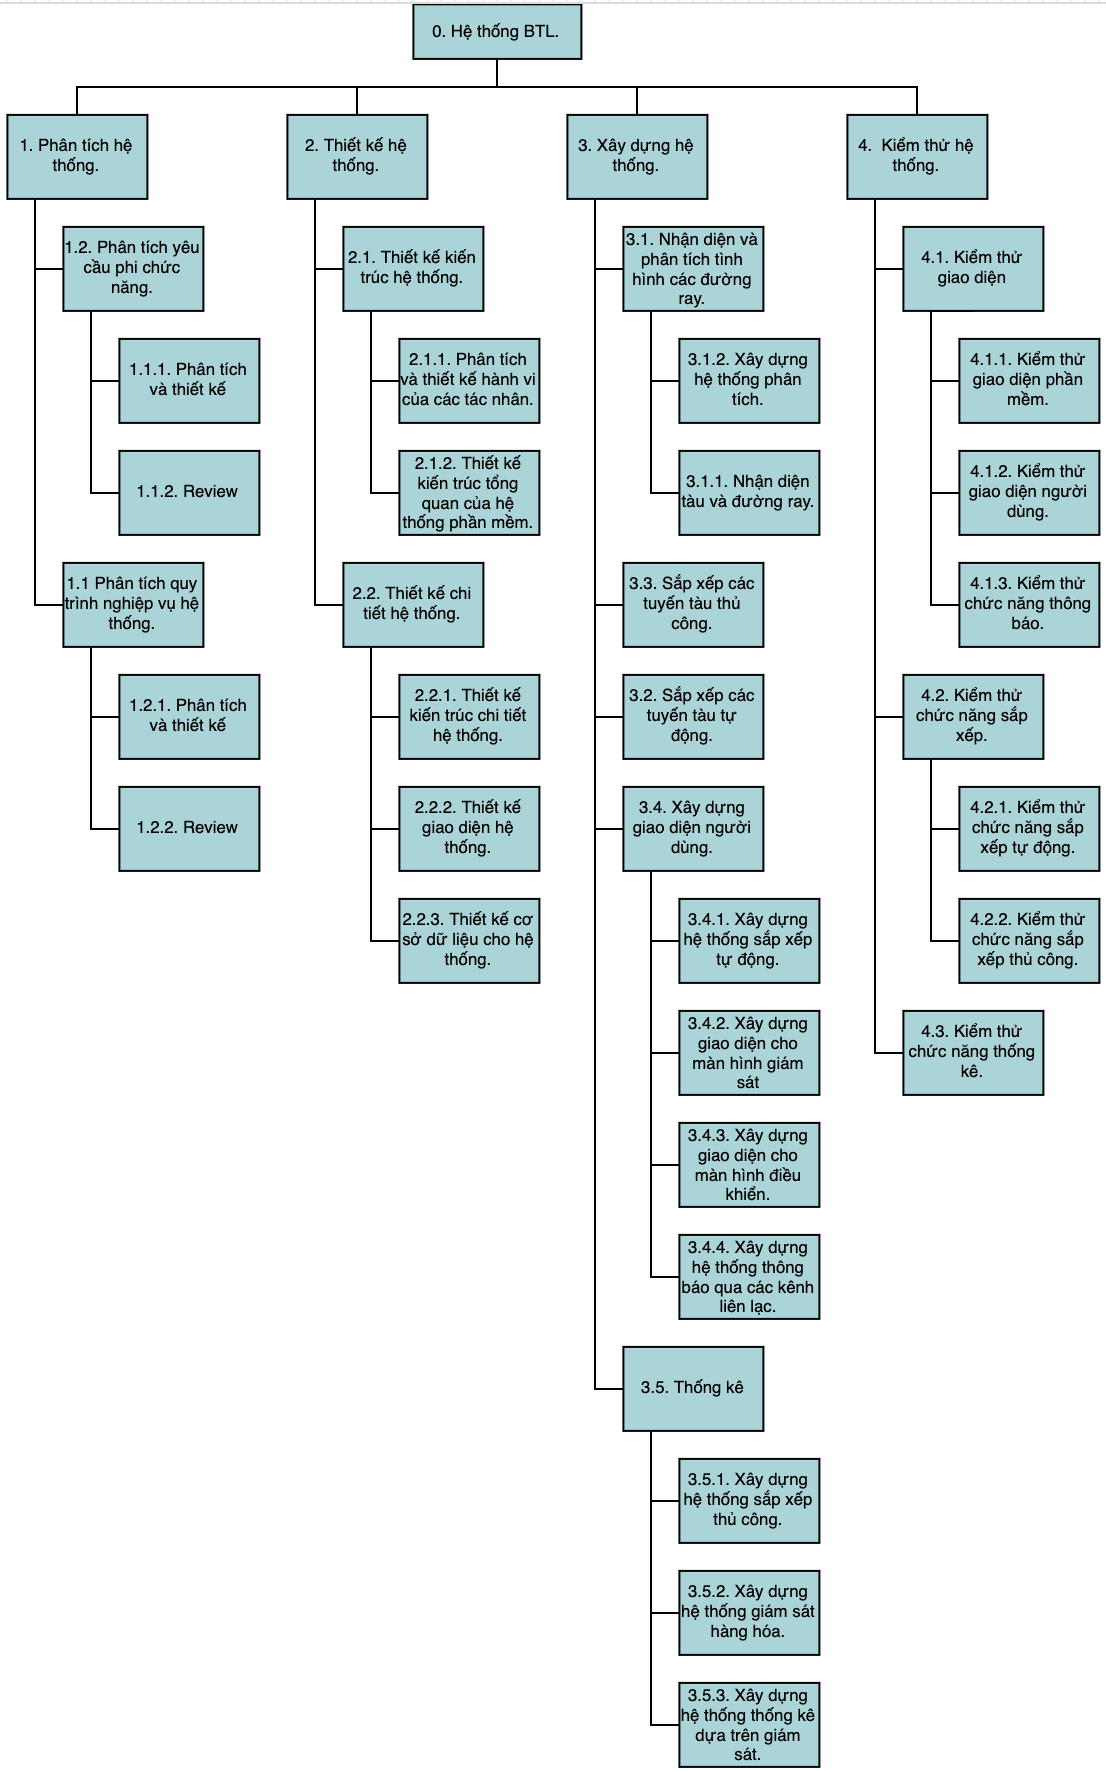 0. Hệ thống BTL.
1. Phân tích hệ
thống.
1.2. Phân tích yêu
cầu phi chức
năng.
1.1.1. Phân tích
và thiết kế
1.1.2. Review
1.1 Phân tích quy
trình nghiệp vụ hệ
thống.
1.2.1. Phân tích
và thiết kế
1.2.2. Review
2. Thiết kế hệ
thống.
2.1. Thiết kế kiến
trúc hệ thống.
2.1.1. Phân tích
và thiết kế hành vi
của các tác nhân.
2.1.2. Thiết kế
kiến trúc tổng
quan của hệ
thống phần mềm.
2.2. Thiết kế chi
tiết hệ thống.
2.2.1. Thiết kế
kiến trúc chi tiết
hệ thống.
2.2.2. Thiết kế
giao diện hệ
thống.
2.2.3. Thiết kế cơ
sở dữ liệu cho hệ
thống.
3. Xây dựng hệ
thống.
3.1. Nhận diện và
phân tích tình
hình các đường
ray.
3.1.2. Xây dựng
hệ thống phân
tích.
3.1.1. Nhận diện
tàu và đường ray.
3.3. Sắp xếp các
tuyến tàu thủ
công.
3.2. Sắp xếp các
tuyến tàu tự
động.
3.4. Xây dựng
giao diện người
dùng.
3.4.1. Xây dựng
hệ thống sắp xếp
tự động.
3.4.2. Xây dựng
giao diện cho
màn hình giám
sát
3.4.3. Xây dựng
giao diện cho
màn hình điều
khiển.
3.4.4. Xây dựng
hệ thống thông
báo qua các kênh
liên lạc.
3.5. Thống kê
3.5.1. Xây dựng
hệ thống sắp xếp
thủ công.
3.5.2. Xây dựng
hệ thống giám sát
hàng hóa.
3.5.3. Xây dựng
hệ thống thống kê
dựa trên giám
sát.
4. Kiểm thử hệ
thống.
4.1. Kiểm thử
giao diện
4.1.1. Kiểm thử
giao diện phần
mềm.
4.1.2. Kiểm thử
giao diện người
dùng.
4.1.3. Kiểm thử
chức năng thông
báo.
4.2. Kiểm thử
chức năng sắp
xếp.
4.2.1. Kiểm thử
chức năng sắp
xếp tự động.
4.2.2. Kiểm thử
chức năng sắp
xếp thủ công.
4.3. Kiểm thử
chức năng thống
kê.